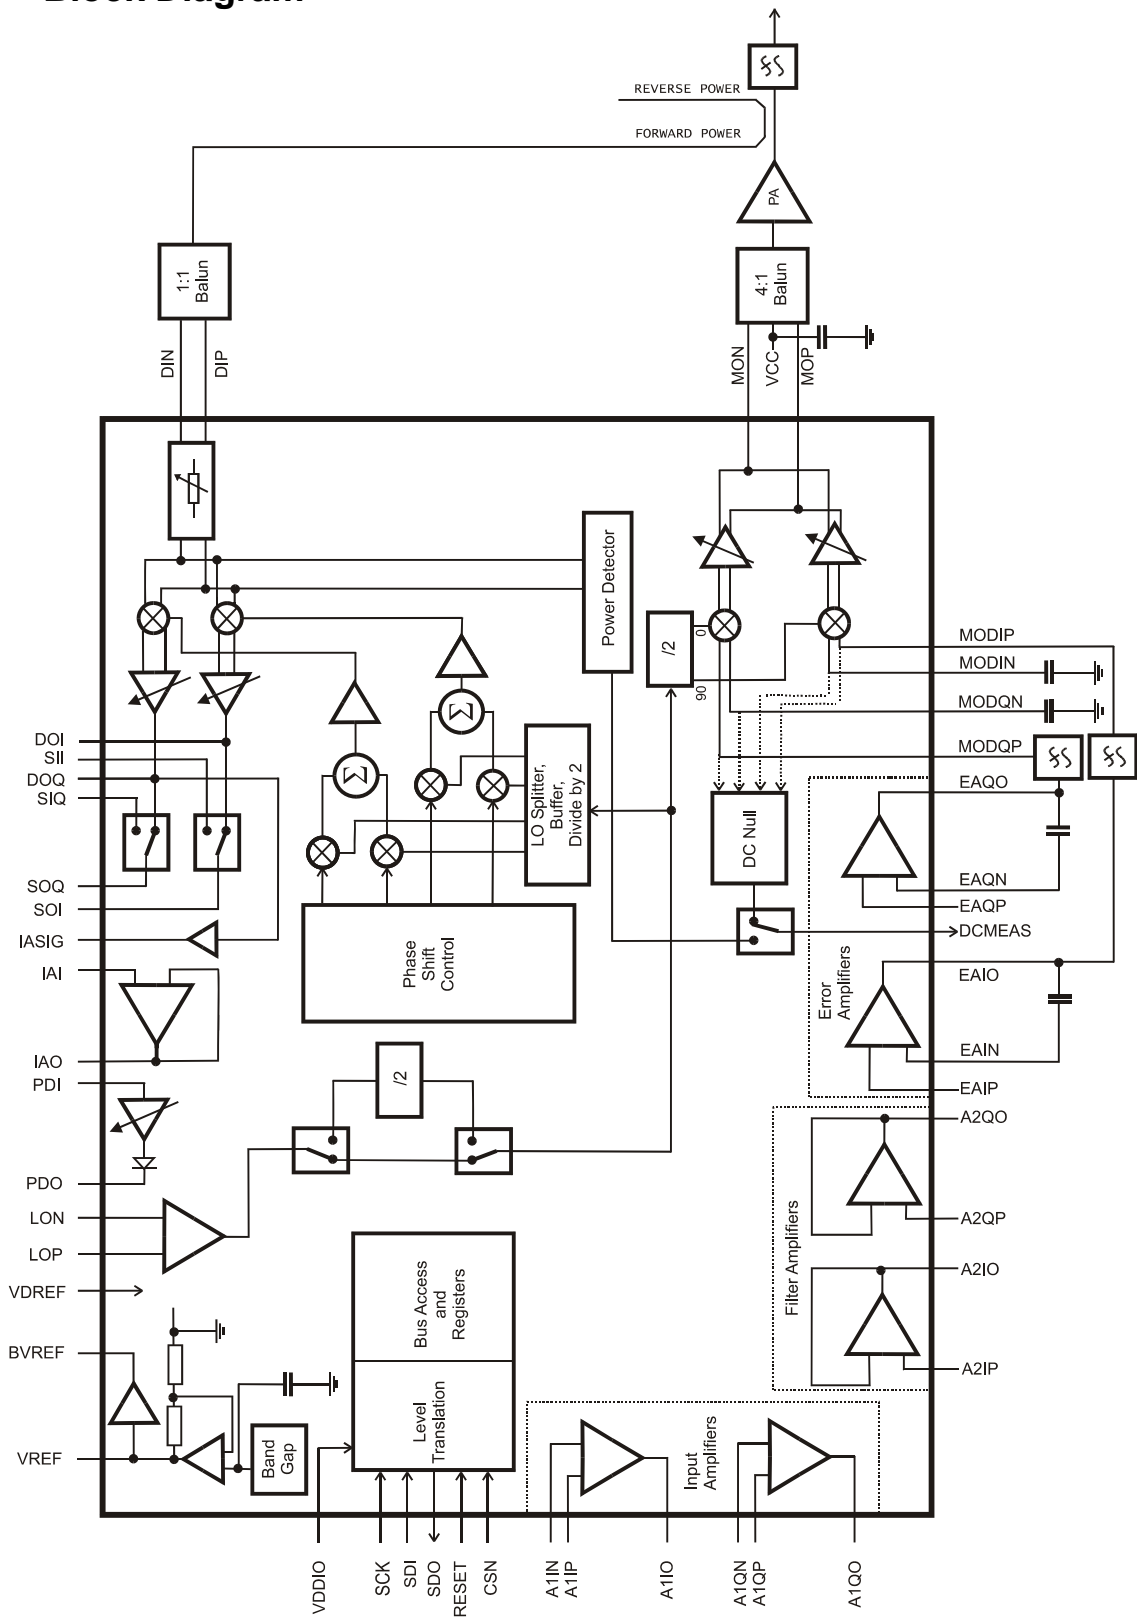 Block Diagram
REVERSE POWER
FORWARD POWER
PA
1:1
Balun
4:1
Balun
DIN
DIP
MON
VCC
MOP
Power Detector
/2
0
90
MODIP
MODIN
MODQN
MODQP
DOI
SII
DOQ
SIQ
Σ
Σ
LO Splitter,
Buffer,
Divide by 2
DC Null
EAQO
EAQN
EAQP
DCMEAS
EAIO
EAIN
EAIP
Error
Amplifiers
SOQ
SOI
IASIG
IAI
IAO
PDI
PDO
LON
LOP
VDREF
BVREF
VREF
Phase
Shift
Control
/2
A2QO
A2QP
A2IO
A2IP
Filter Amplifiers
Bus Access
and
Registers
Level
Translation
Band
Gap
Input
Amplifiers
VDDIO
SCK
SDI
SDO
RESET
CSN
A1IN
A1IP
A1IO
A1QN
A1QP
A1QO